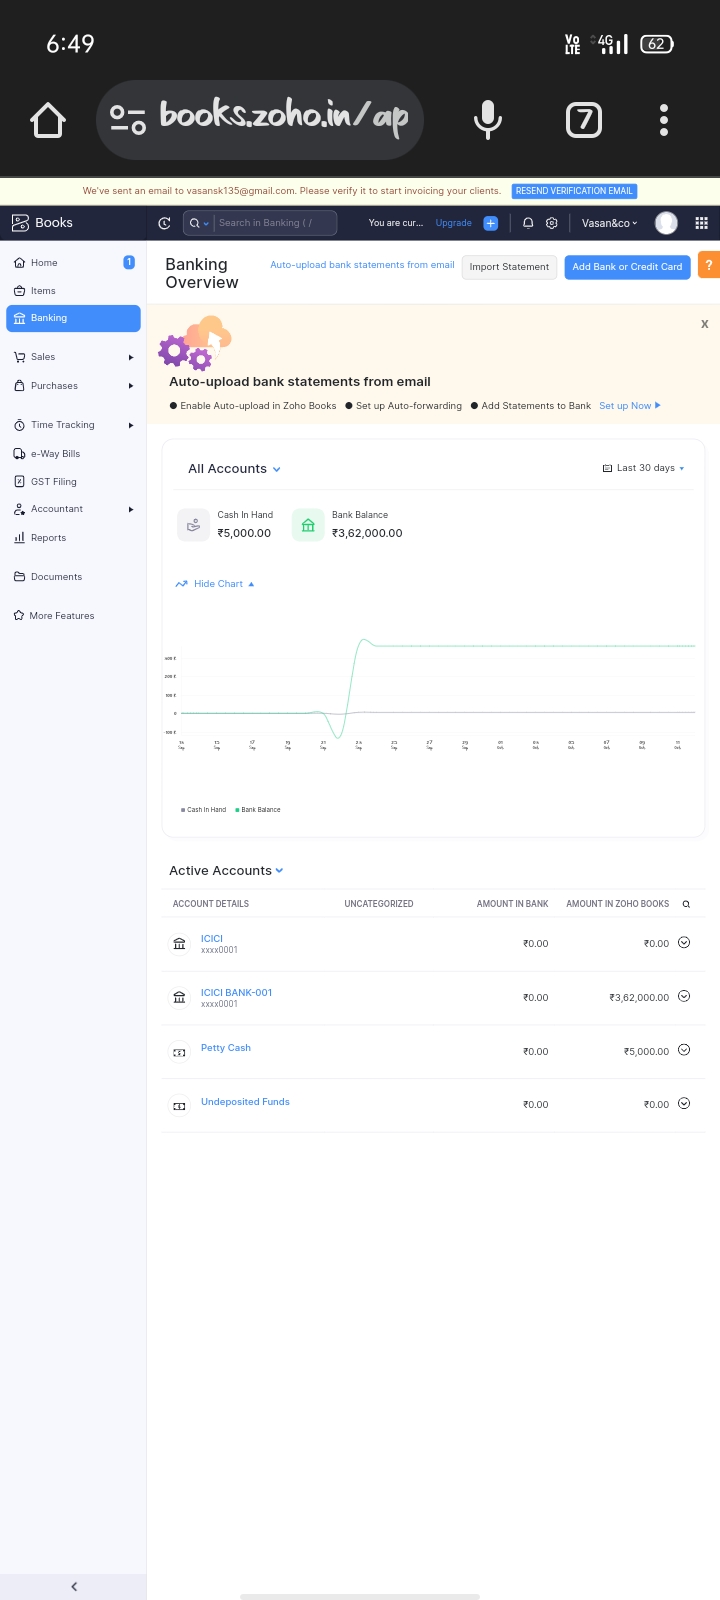 6:49
Vo LTE 4G 62
books.zoho.in/ap
7
We've sent an email to vasansk135@gmail.com. Please verify it to start invoicing your clients. RESEND VERIFICATION EMAIL
Books
Search in Banking ( /
You are cur... Upgrade
Vasan&co
Home 1
Items
Banking
Sales
Purchases
Time Tracking
e-Way Bills
GST Filing
Accountant
Reports
Documents
More Features
Banking Overview
Auto-upload bank statements from email
Import Statement
Add Bank or Credit Card
?
X
Auto-upload bank statements from email
Enable Auto-upload in Zoho Books Set up Auto-forwarding Add Statements to Bank Set up Now
All Accounts
Last 30 days
Cash In Hand Bank Balance
₹5,000.00 ₹3,62,000.00
Hide Chart
Cash In Hand Bank Balance
Active Accounts
ACCOUNT DETAILS UNCATEGORIZED AMOUNT IN BANK AMOUNT IN ZOHO BOOKS
ICICI
xxxx0001
₹0.00 ₹0.00
ICICI BANK-001
xxxx0001
₹0.00 ₹3,62,000.00
Petty Cash ₹0.00 ₹5,000.00
Undeposited Funds ₹0.00 ₹0.00